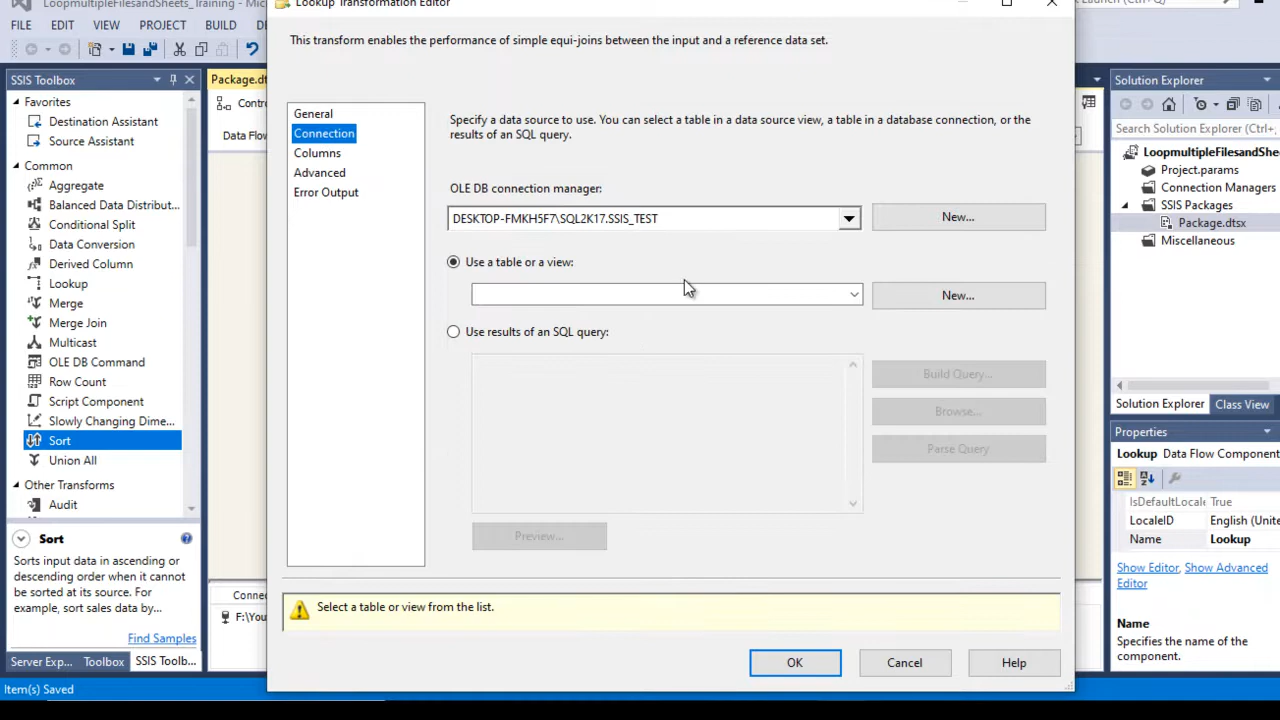 LoopmultipleFilesandSheets_Training - Mic
Lookup Transformation Editor
Quick Launch (Ctrl+Q)
FILE EDIT VIEW PROJECT BUILD
This transform enables the performance of simple equi-joins between the input and a reference data set.
SSIS Toolbox
Package.dt
Solution Exporer
Favorites
Destination Assistant
Source Assistant
Common
Aggregate
Balanced Data Distribut...
Conditional Split
Data Conversion
Derived Column
Lookup
Merge
Merge Join
Multicast
OLE DB Command
Row Count
Script Component
Slowly Changing Dime...
Sort
Union All
Other Transforms
Audit
Sort
Sorts input data in ascending or
descending order when it cannot
be sorted at its source. For
example, sort sales data by...
Find Samples
Server Exp... Toolbox SSIS Toolb...
Item(s) Saved
Contro
Data Flow
Connec
F:\You
General
Connection
Columns
Advanced
Error Output
Specify a data source to use. You can select a table in a data source view, a table in a database connection, or the
results of an SQL query.
OLE DB connection manager:
DESKTOP-FMKH5F7\SQL2K17.SSIS_TEST
New...
Use a table or a view:
New...
Use results of an SQL query:
Build Query...
Browse...
Parse Query
Preview...
Select a table or view from the list.
OK Cancel Help
Search Solution Explorer (Ctrl+;)
LoopmultipleFilesandShee
Project.params
Connection Managers
SSIS Packages
Package.dtsx
Miscellaneous
Solution Explorer Class View
Properties
Lookup Data Flow Component
IsDefaultLocale True
LocaleID English (Unite
Name Lookup
Show Editor, Show Advanced
Editor
Name
Specifies the name of the
component.